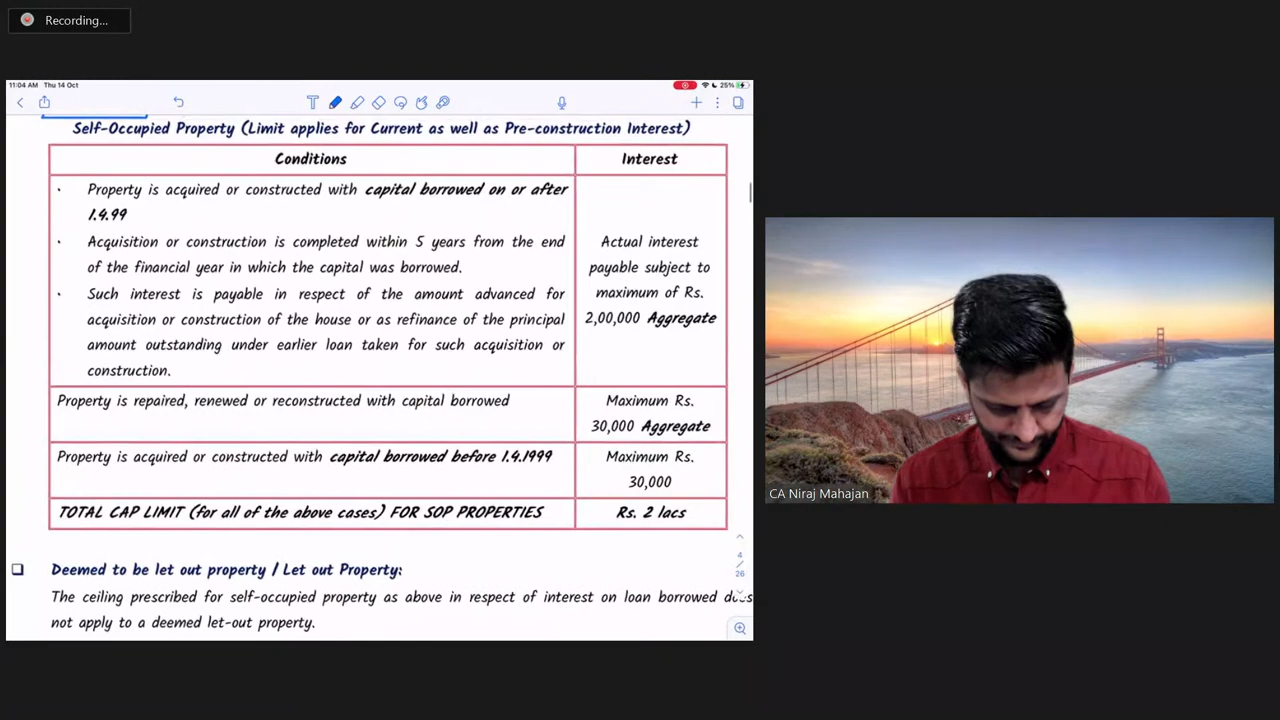 Recording...
11:04 AM Thu 14 Oct
25%
Self-Occupied Property (Limit applies for Current as well as Pre-construction Interest)
Conditions
Interest
· Property is acquired or constructed with capital borrowed on or after
1.4.99
· Acquisition or construction is completed within 5 years from the end
of the financial year in which the capital was borrowed.
· Such interest is payable in respect of the amount advanced for
acquisition or construction of the house or as refinance of the principal
amount outstanding under earlier loan taken for such acquisition or
construction.
Actual interest
payable subject to
maximum of Rs.
2,00,000 Aggregate
Property is repaired, renewed or reconstructed with capital borrowed
Maximum Rs.
30,000 Aggregate
Property is acquired or constructed with capital borrowed before 1.4.1999
Maximum Rs.
30,000
TOTAL CAP LIMIT (for all of the above cases) FOR SOP PROPERTIES
Rs. 2 lacs
4
/
26
Deemed to be let out property / Let out Property:
The ceiling prescribed for self-occupied property as above in respect of interest on loan borrowed does
not apply to a deemed let-out property.
CA Niraj Mahajan